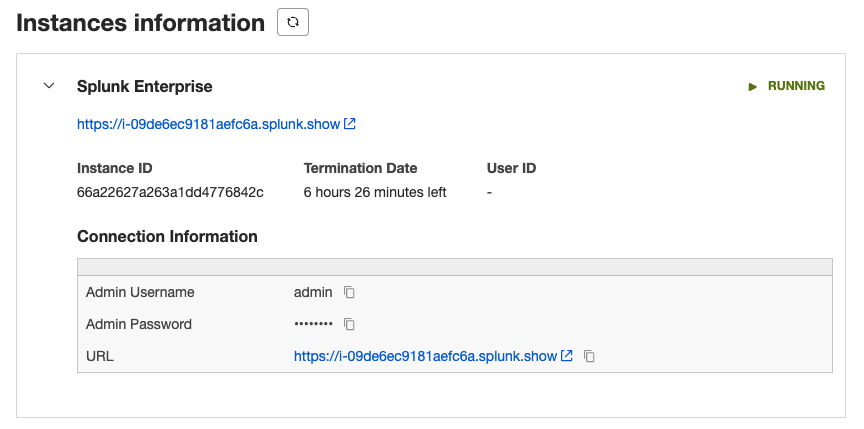 Instances information
Splunk Enterprise
RUNNING
https://i-09de6ec9181aefc6a.splunk.show
Instance ID Termination Date User ID
66a22627a263a1dd4776842c 6 hours 26 minutes left -
Connection Information
Admin Username admin
Admin Password ••••••••
URL https://i-09de6ec9181aefc6a.splunk.show